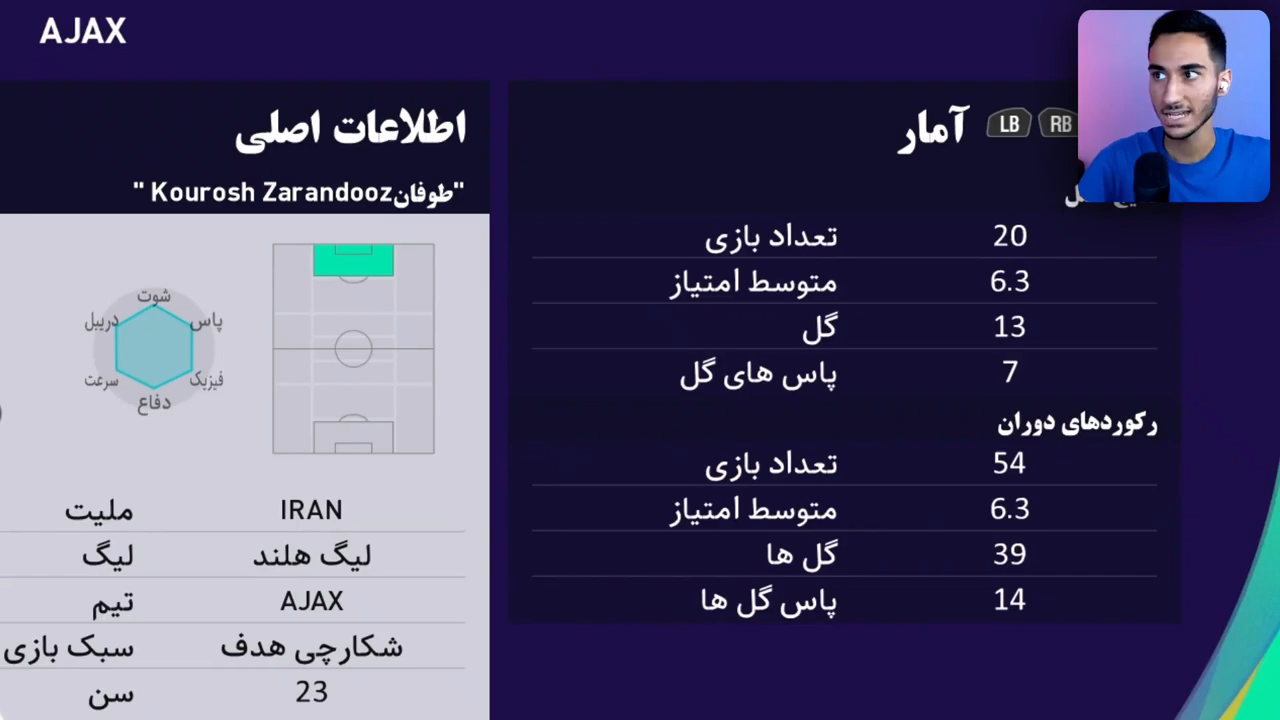 AJAX
اطلاعات اصلی
"طوفانKourosh Zarandooz "
شوت
پاس
دریبل
فیزیک
سرعت
دفاع
ملیت IRAN
لیگ لیگ هلند
تیم AJAX
سبک بازی شکارچی هدف
سن 23
آمار LB RB
تعداد بازی 20
متوسط امتیاز 6.3
گل 13
پاس های گل 7
رکوردهای دوران
تعداد بازی 54
متوسط امتیاز 6.3
گل ها 39
پاس گل ها 14